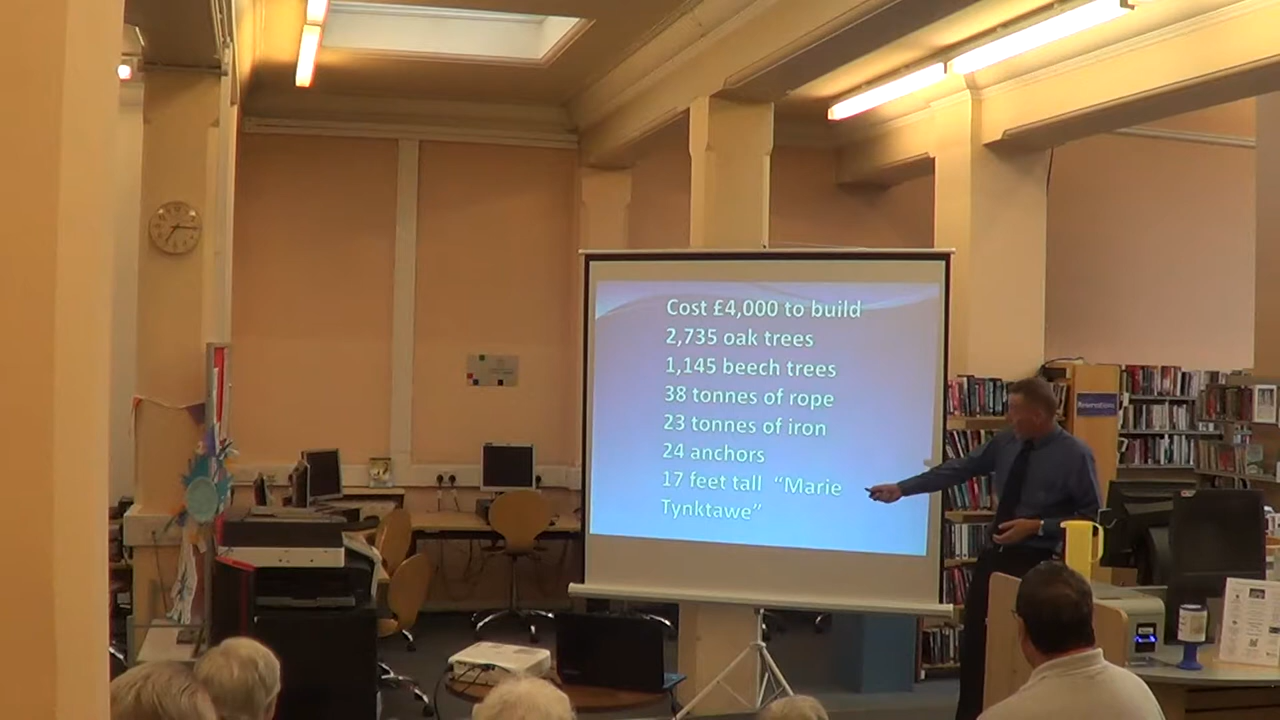 Cost £4,000 to build
2,735 oak trees
1,145 beech trees
38 tonnes of rope
23 tonnes of iron
24 anchors
17 feet tall “Marie
Tynktawe”
Reservations